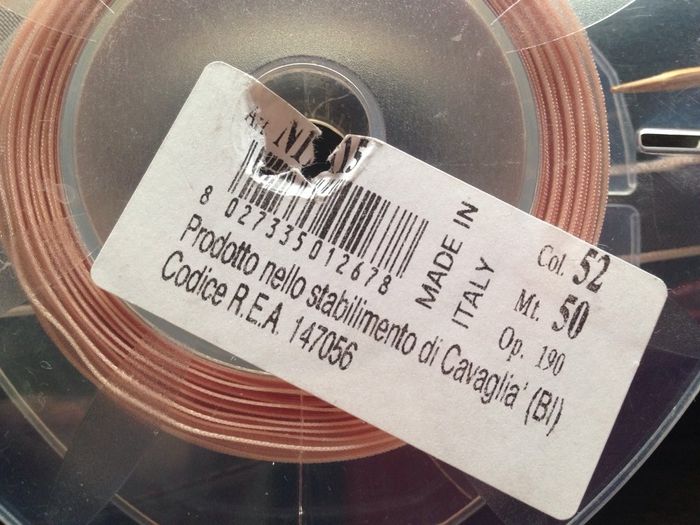 Art.
8 027335 012678
MADE IN
ITALY
Col. 52
Mt. 50
Op. 190
Prodotto nello stabilimento di Cavaglia' (BI)
Codice R.E.A. 147056